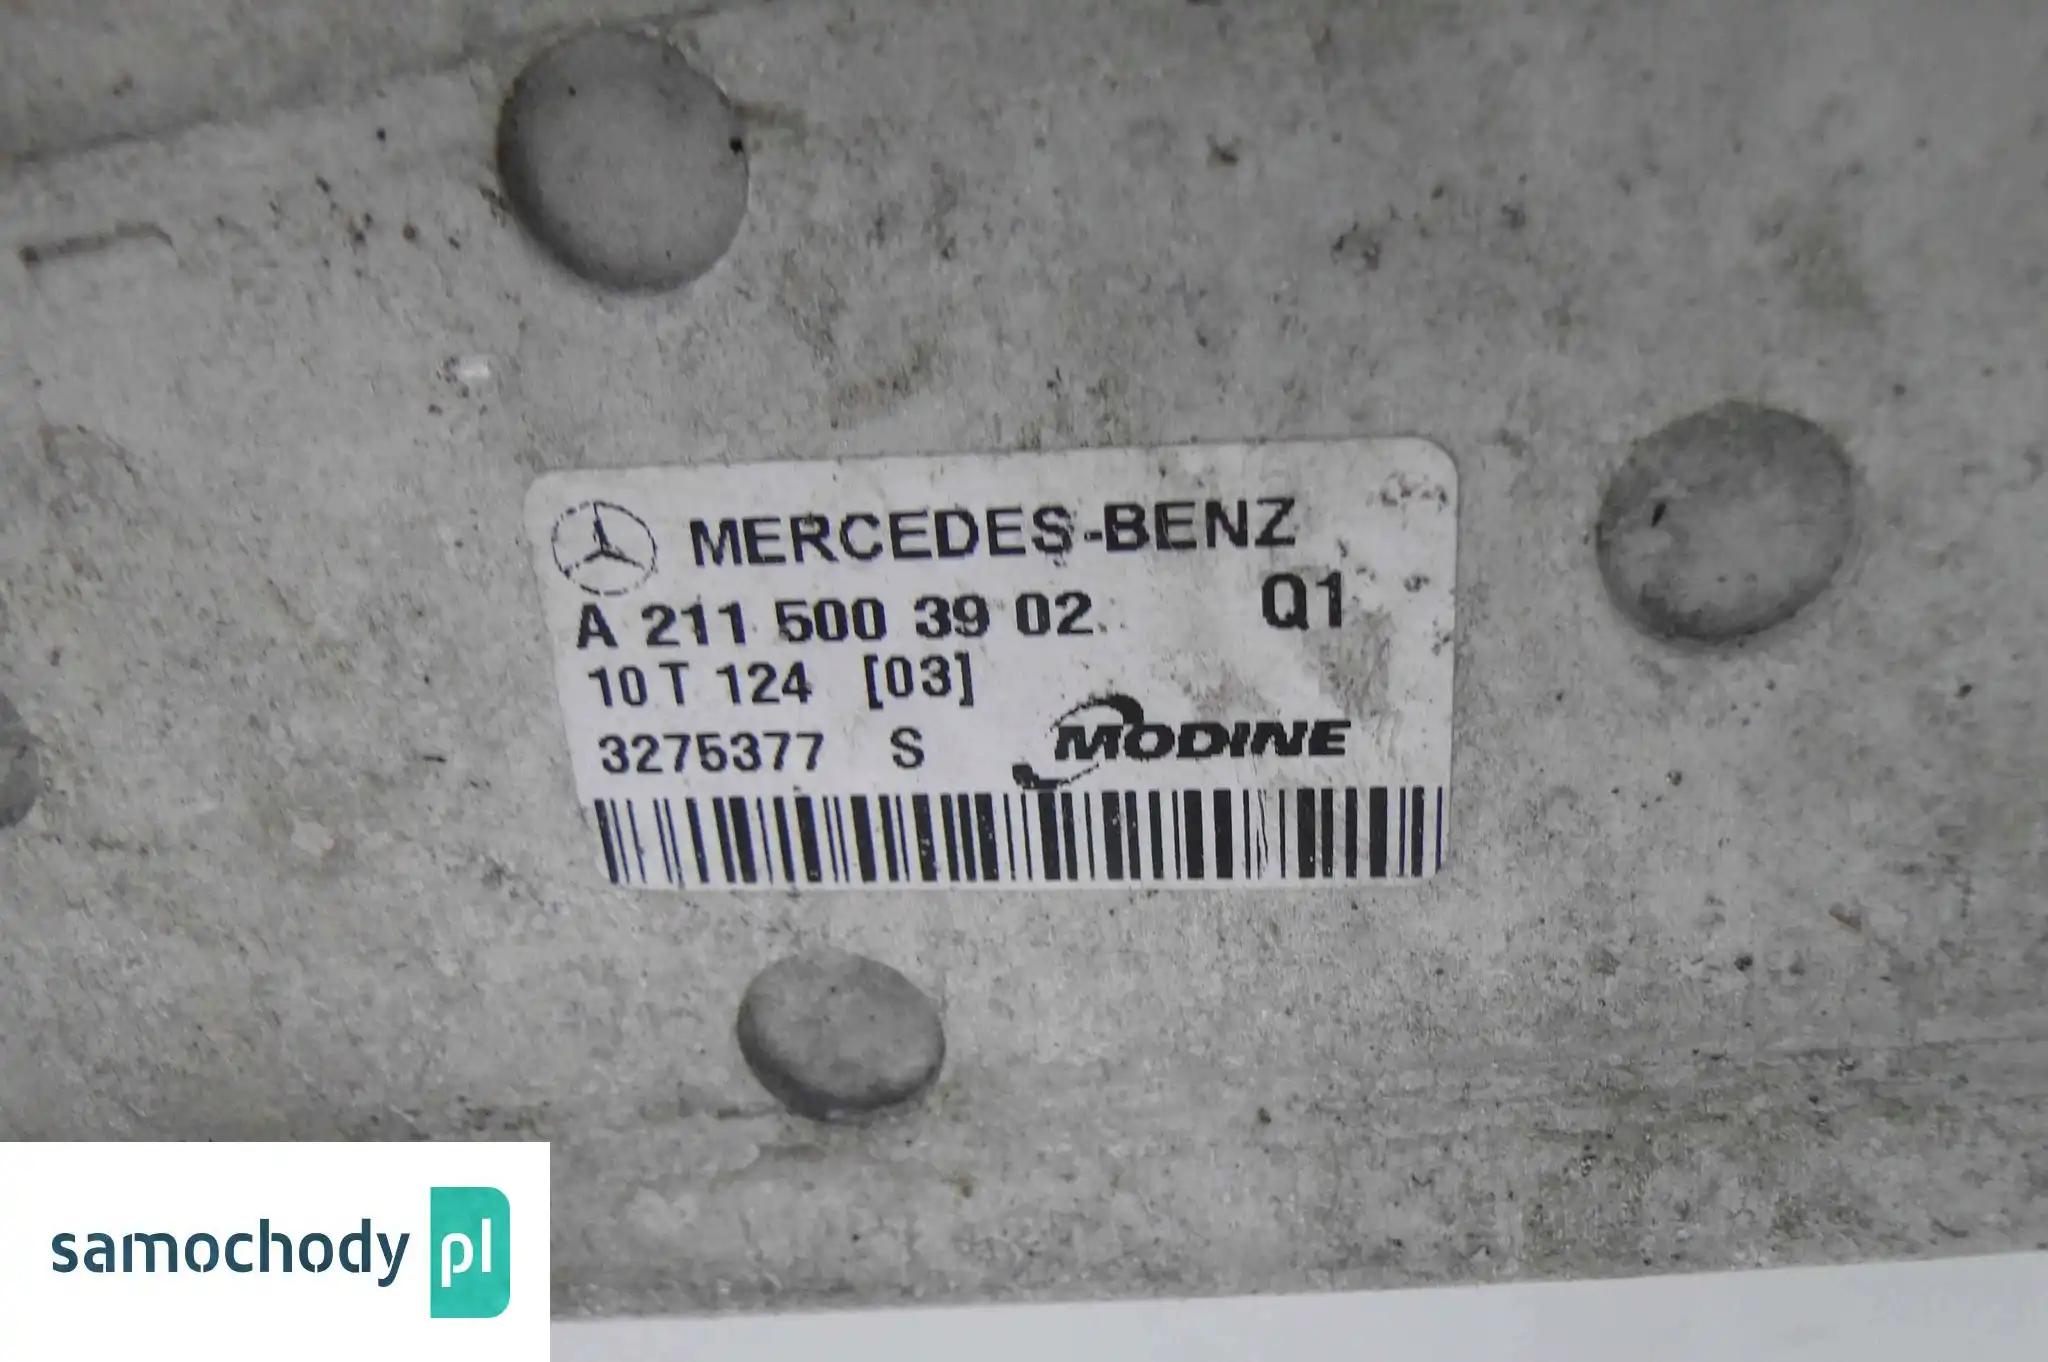 MERCEDES-BENZ
A 211 500 39 02 Q1
10 T 124 [03]
3275377 S MODINE
samochody pl